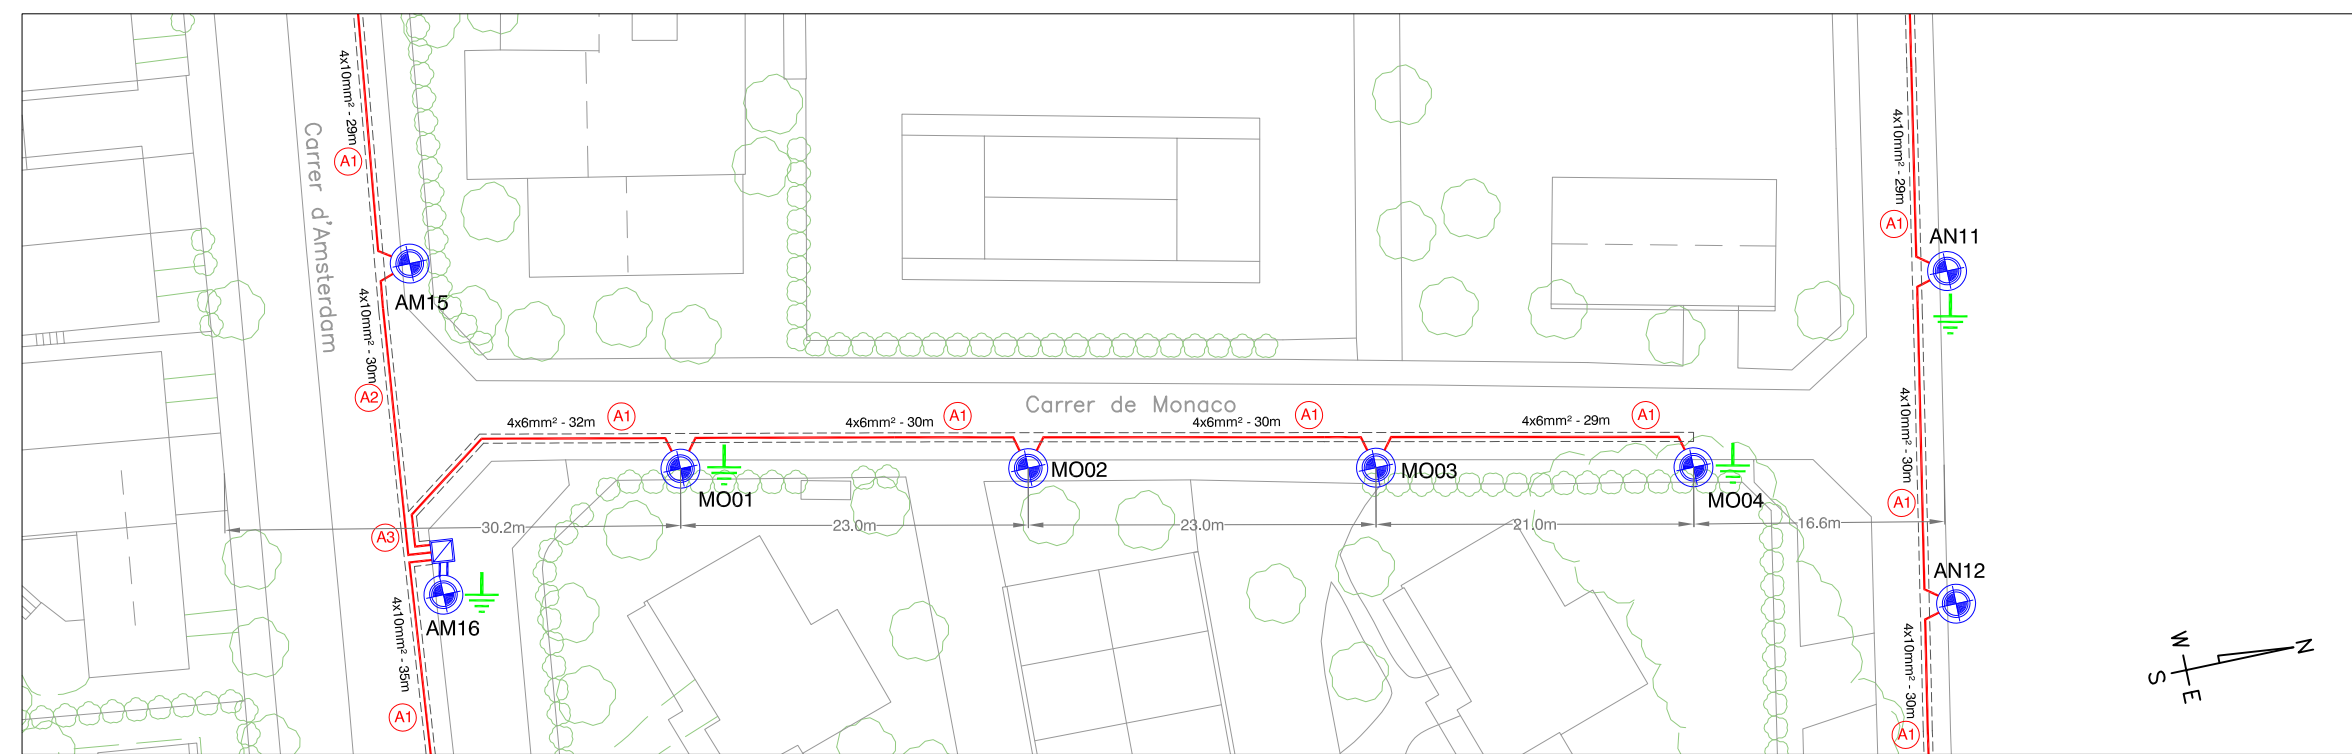 4x10mm² - 29m
A1
Carrer d'Amsterdam
AM15
4x10mm² - 30m
A2
4x10mm² - 29m
A1
AN11
Carrer de Monaco
4x6mm² - 32m
A1
4x6mm² - 30m
A1
4x6mm² - 30m
A1
4x6mm² - 29m
A1
4x10mm² - 30m
A1
MO01
MO02
MO03
MO04
30.2m
23.0m
23.0m
21.0m
16.6m
A3
AM16
AN12
4x10mm² - 35m
A1
4x10mm² - 30m
A1
W
N
S
E